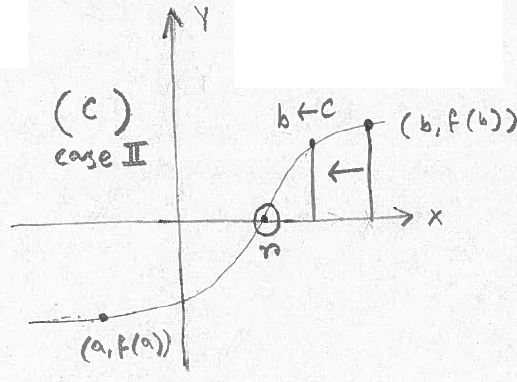 Y
(C)
case II
b ← c
(b, f(b))
x
r
(a, f(a))